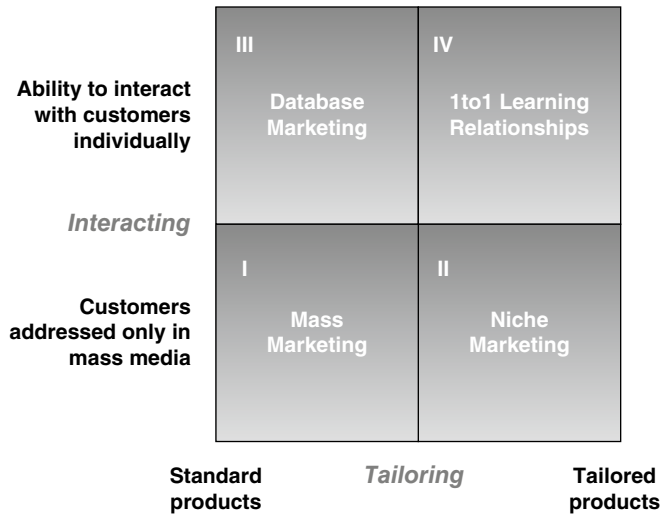 III
Database
Marketing
IV
1to1 Learning
Relationships
Ability to interact
with customers
individually
Interacting
I
Mass
Marketing
II
Niche
Marketing
Customers
addressed only in
mass media
Standard
products
Tailoring
Tailored
products